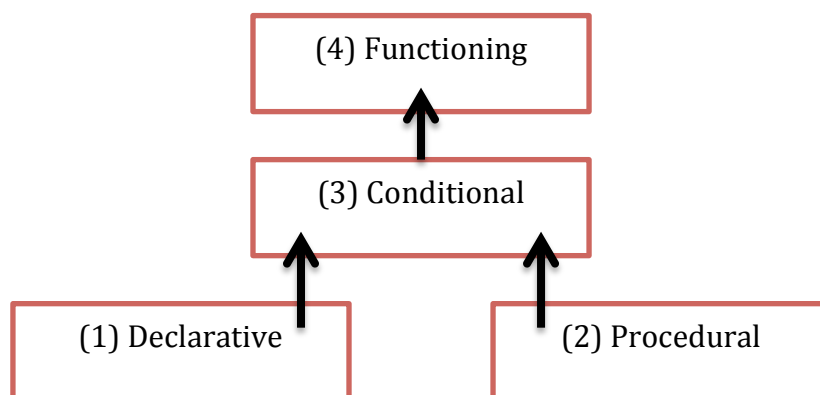 (4) Functioning
(3) Conditional
(1) Declarative
(2) Procedural